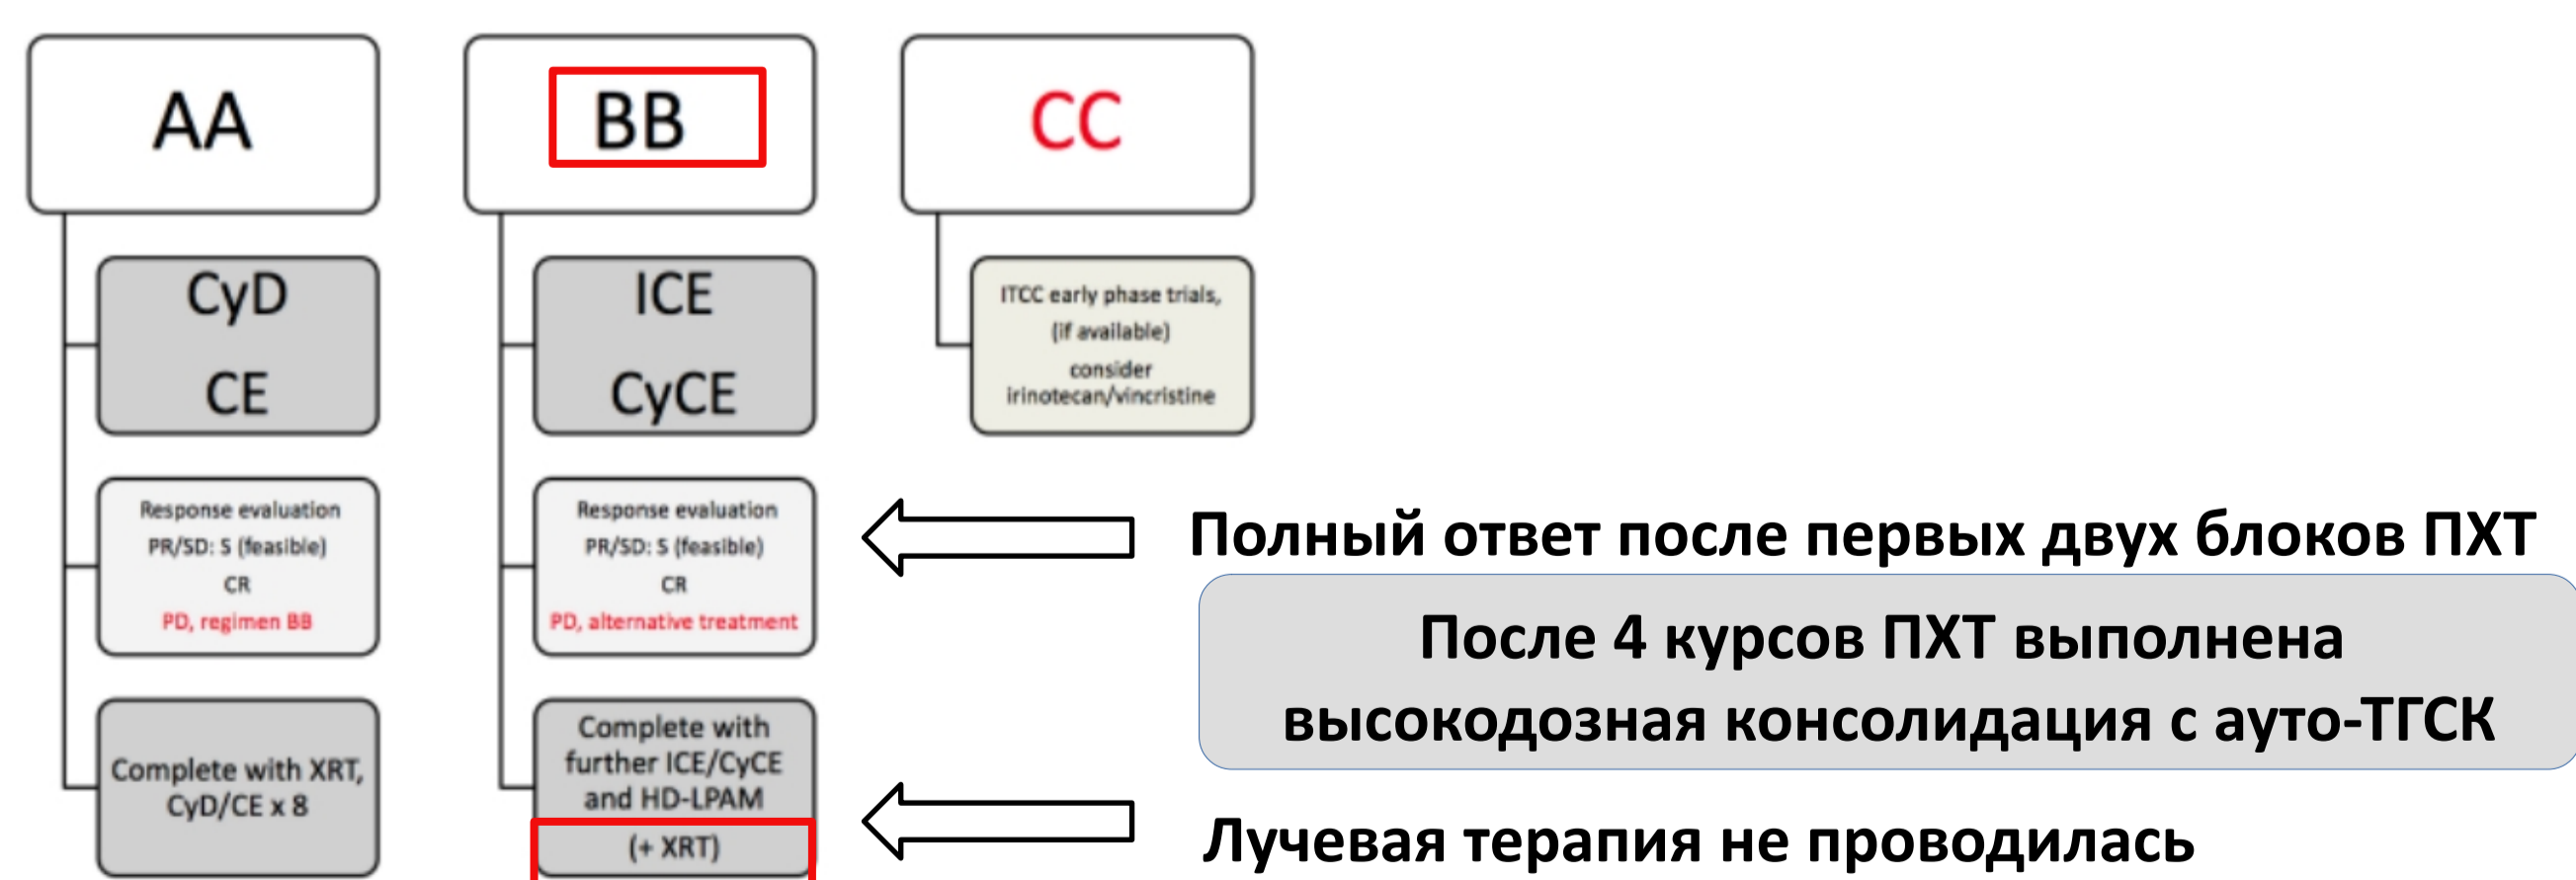 AA
CyD
CE
Response evaluation
PR/SD: S (feasible)
CR
PD, regimen BB
Complete with XRT,
CyD/CE x 8
BB
ICE
CyCE
Response evaluation
PR/SD: S (feasible)
CR
PD, alternative treatment
Complete with
further ICE/CyCE
and HD-LPAM
(+ XRT)
CC
ITCC early phase trials,
(if available)
consider
irinotecan/vincristine
Полный ответ после первых двух блоков ПХТ
После 4 курсов ПХТ выполнена
высокодозная консолидация с ауто-ТГСК
Лучевая терапия не проводилась